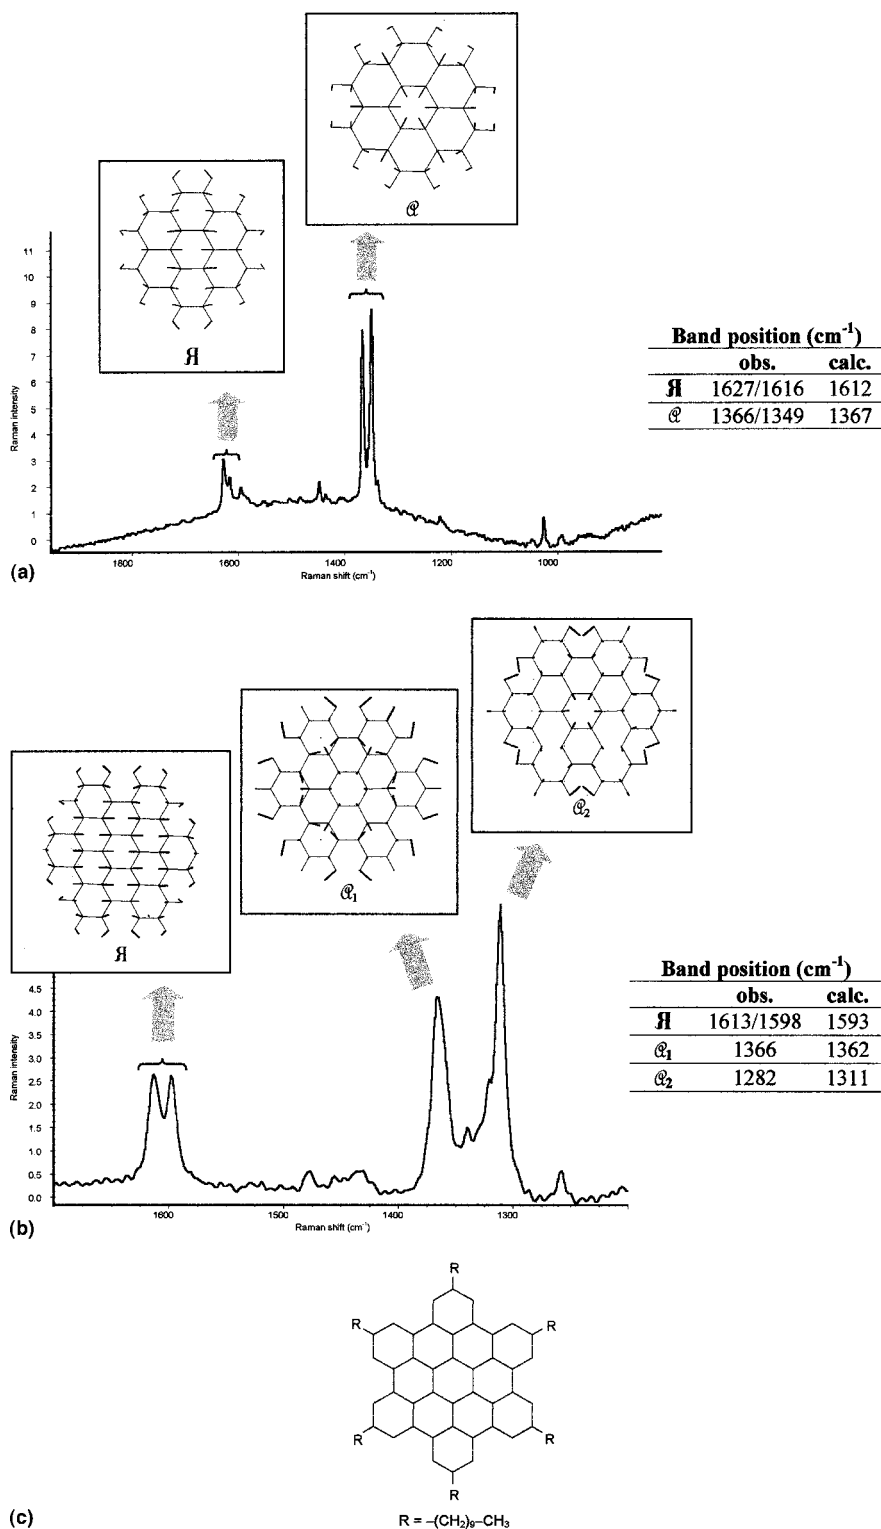 𝒜
Я
11
10
9
8
7
6
5
4
3
2
1
0
Raman intensity
1800
1600
1400
1200
1000
Raman shift (cm-1)
Band position (cm-1)
obs. calc.
Я 1627/1616 1612
𝒜 1366/1349 1367
(a)
𝒜2
𝒜1
Я
4.5
4.0
3.5
3.0
2.5
2.0
1.5
1.0
0.5
0.0
Raman intensity
1600
1500
1400
1300
Raman shift (cm-1)
Band position (cm-1)
obs. calc.
Я 1613/1598 1593
𝒜1 1366 1362
𝒜2 1282 1311
(b)
R
R R
R R
R
R = –(CH2)9–CH3
(c)